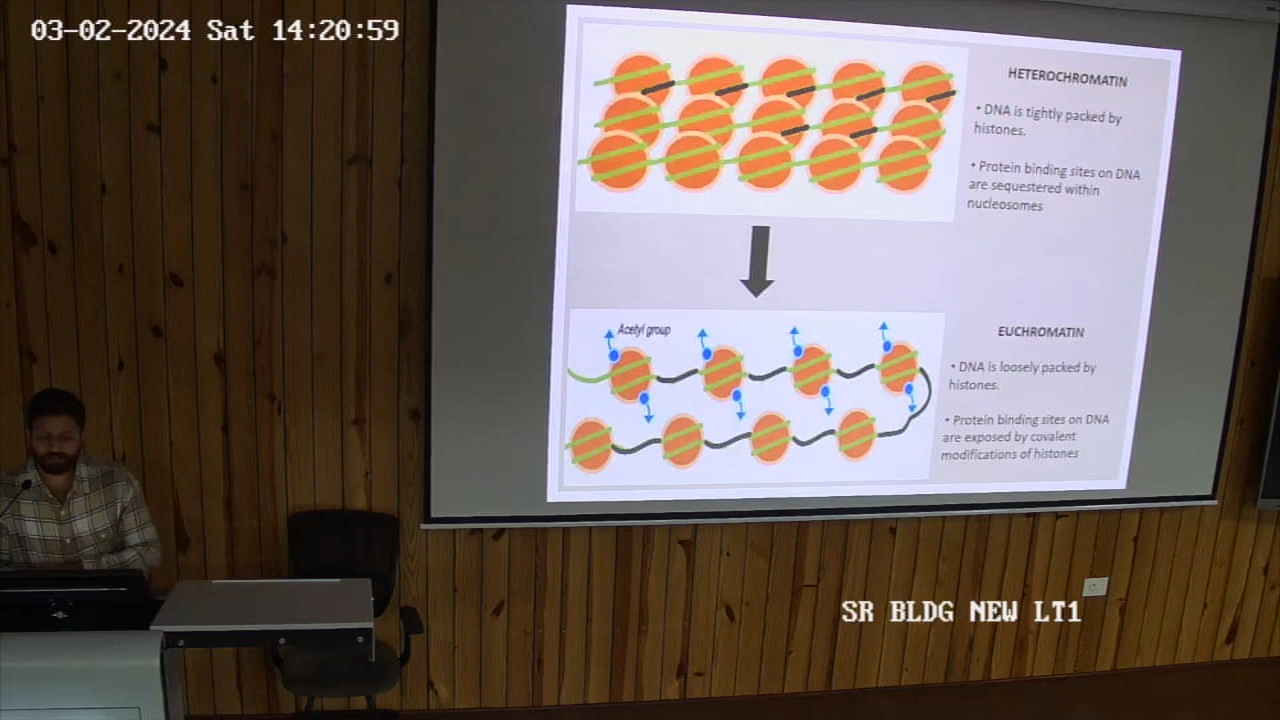 03-02-2024 Sat 14:20:59
HETEROCHROMATIN
• DNA is tightly packed by
histones.
• Protein binding sites on DNA
are sequestered within
nucleosomes
Acetyl group
EUCHROMATIN
• DNA is loosely packed by
histones.
• Protein binding sites on DNA
are exposed by covalent
modifications of histones
SR BLDG NEW LT1